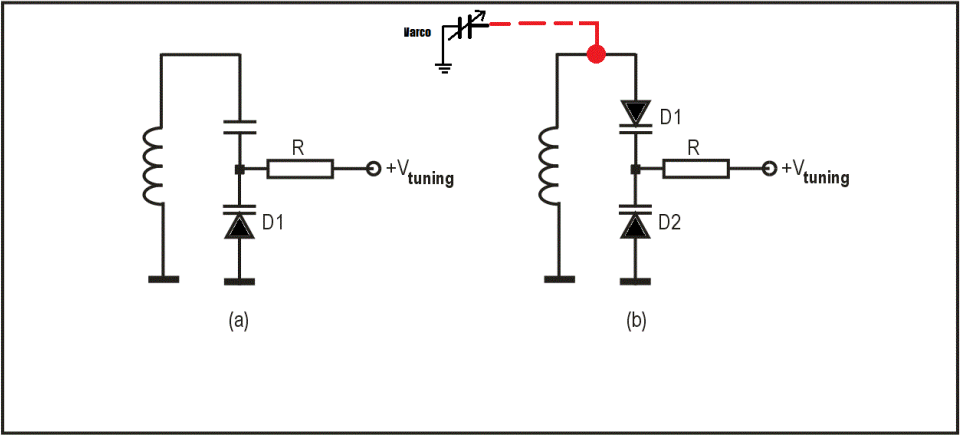 Varco
R
+Vtuning
D1
(a)
D1
R
+Vtuning
D2
(b)